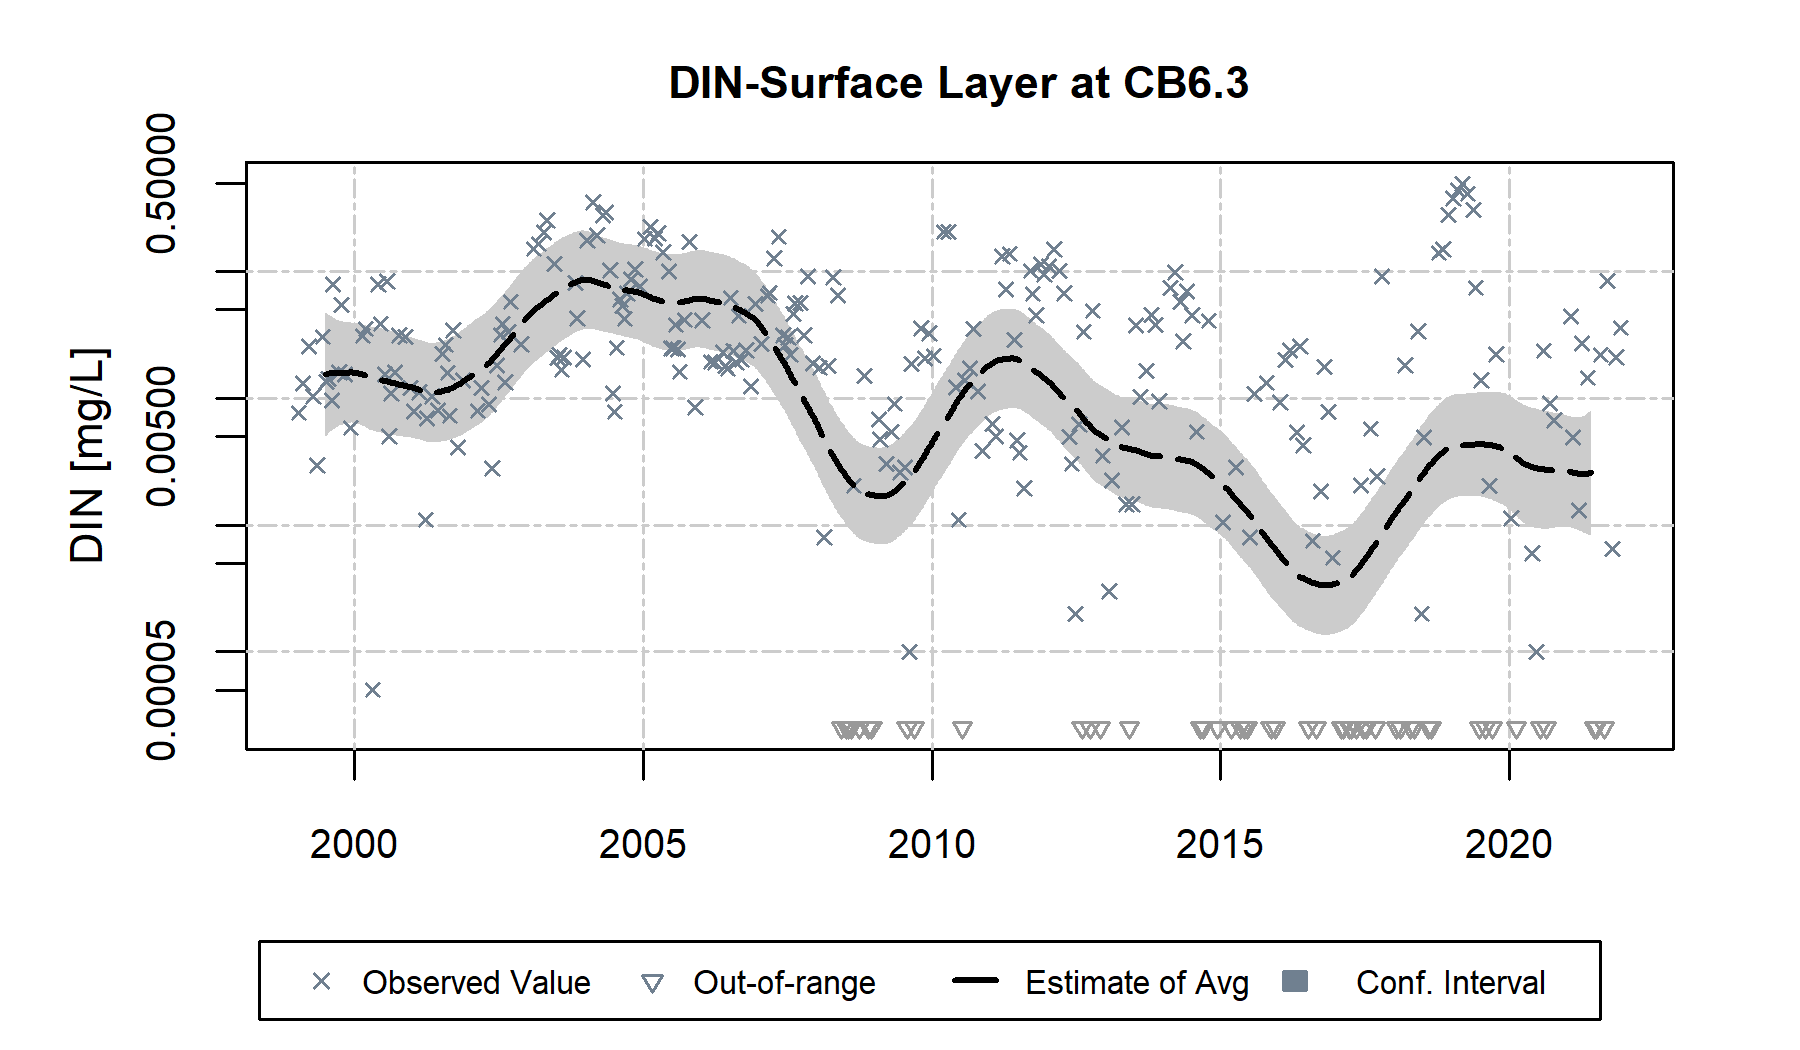 DIN-Surface Layer at CB6.3
DIN [mg/L]
0.50000
0.00500
0.00005
2000 2005 2010 2015 2020
Observed Value Out-of-range Estimate of Avg Conf. Interval